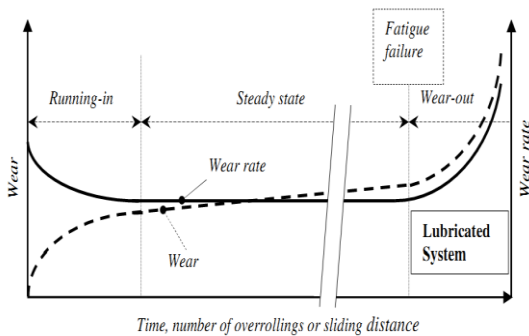 Fatigue
failure
Running-in
Steady state
Wear-out
Wear
Wear rate
Wear rate
Wear
Lubricated
System
Time, number of overrollings or sliding distance